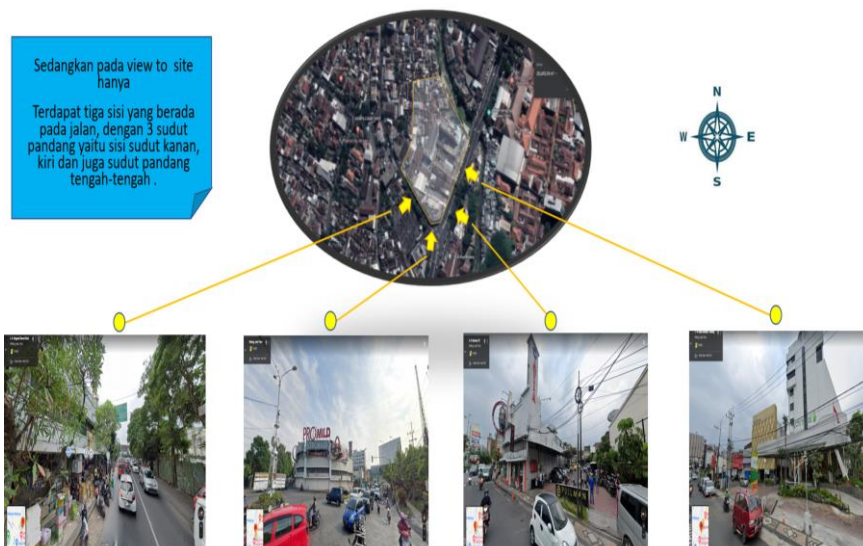 Sedangkan pada view to site
hanya
Terdapat tiga sisi yang berada
pada jalan, dengan 3 sudut
pandang yaitu sisi sudut kanan,
kiri dan juga sudut pandang
tengah-tengah .
N
W
E
S
PROMILD